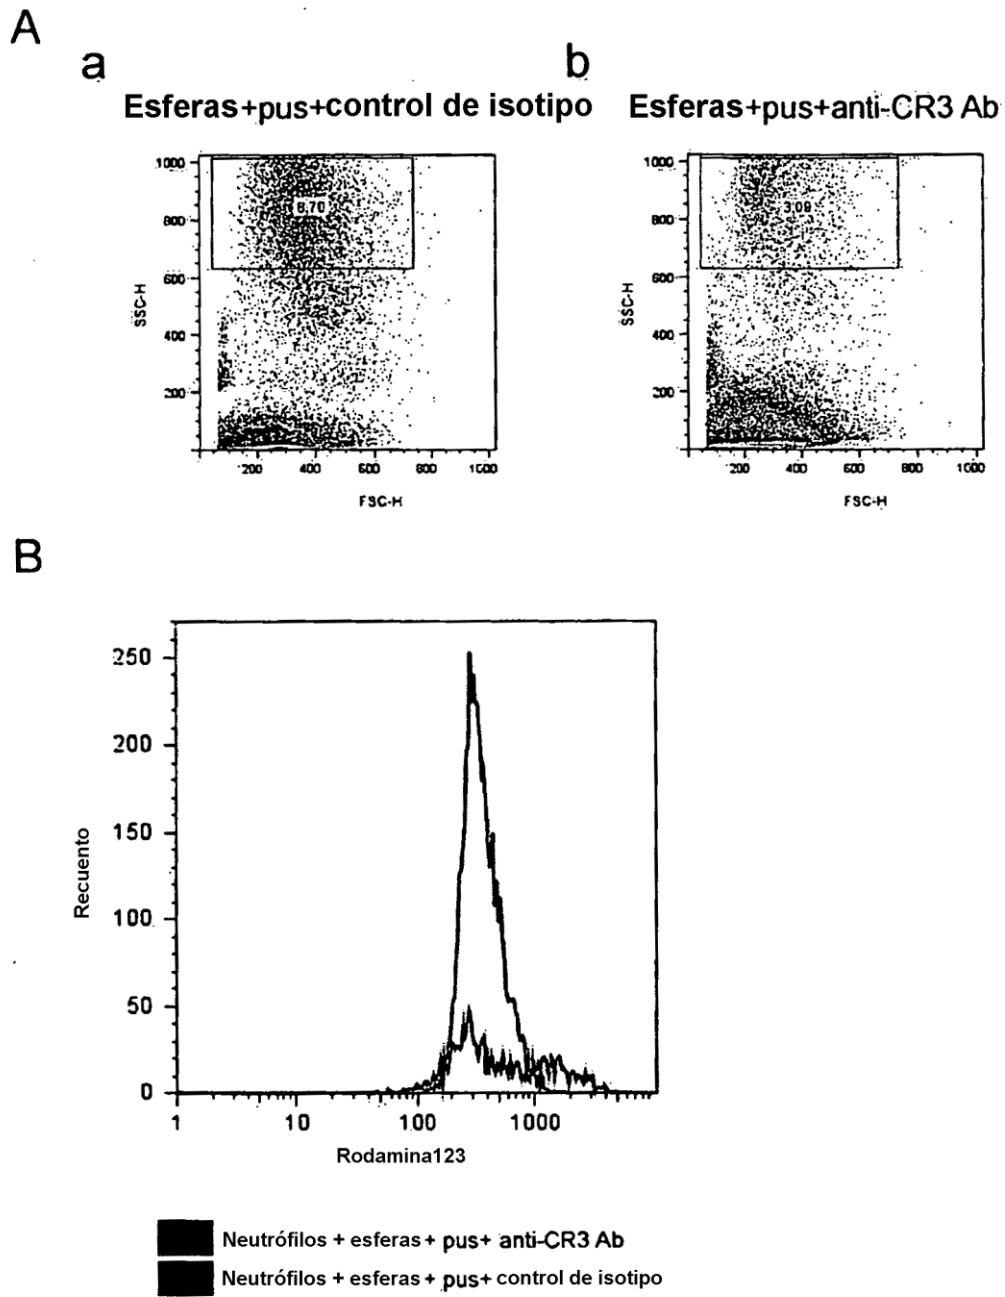 A
a
b
Esferas+pus+control de isotipo
Esferas+pus+anti-CR3 Ab
1000
800
600
400
200
SSC-H
8,70
200
400
600
800
1000
FSC-H
1000
800
600
400
200
SSC-H
3,09
200
400
600
800
1000
FSC-H
B
250
200
150
100
50
0
Recuento
1
10
100
1000
Rodamina123
Neutrófilos + esferas + pus+ anti-CR3 Ab
Neutrófilos + esferas + pus+ control de isotipo